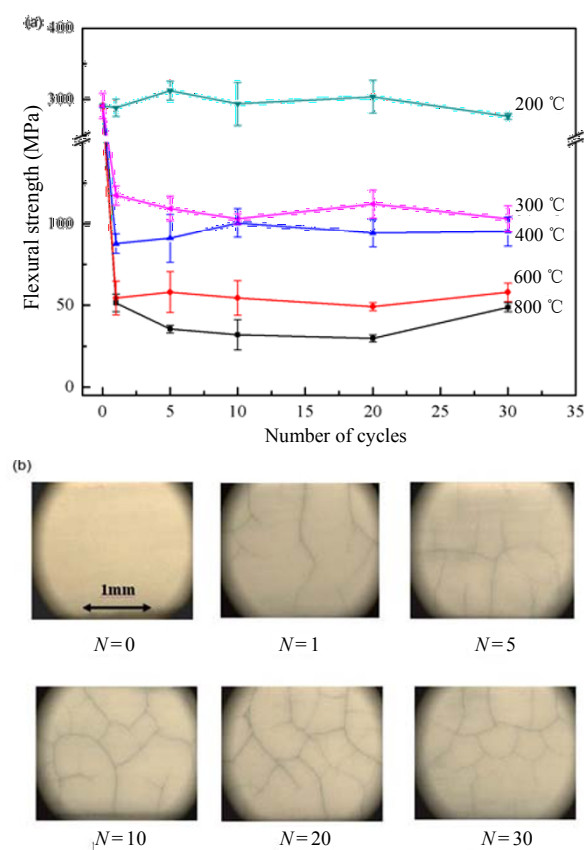 (a)
400
300
100
50
0
Flexural strength (MPa)
200 ℃
300 ℃
400 ℃
600 ℃
800 ℃
0 5 10 15 20 25 30 35
Number of cycles
(b)
1mm
N=0 N=1 N=5
N=10 N=20 N=30